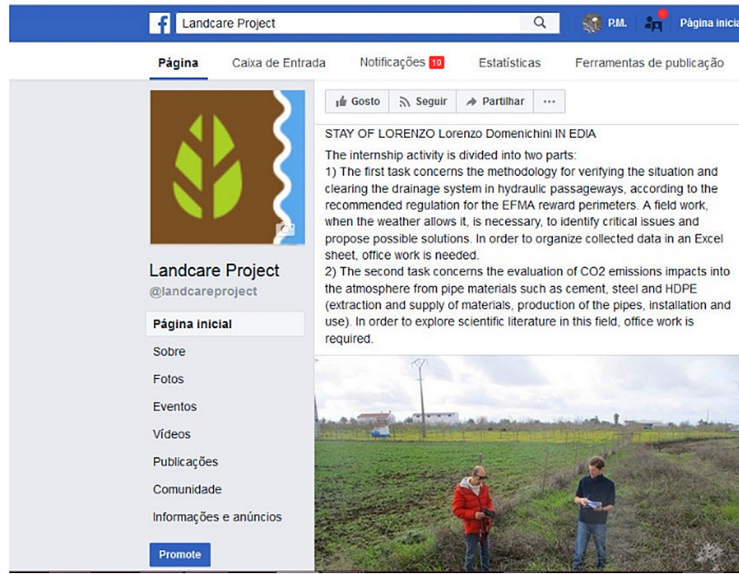 Landcare Project
P.M.
Página inicia
Página
Caixa de Entrada
Notificações 10
Estatísticas
Ferramentas de publicação
Gosto
Seguir
Partilhar
...
STAY OF LORENZO Lorenzo Domenichini IN EDIA
The internship activity is divided into two parts:
1) The first task concerns the methodology for verifying the situation and
clearing the drainage system in hydraulic passageways, according to the
recommended regulation for the EFMA reward perimeters. A field work,
when the weather allows it, is necessary, to identify critical issues and
propose possible solutions. In order to organize collected data in an Excel
sheet, office work is needed.
2) The second task concerns the evaluation of CO2 emissions impacts into
the atmosphere from pipe materials such as cement, steel and HDPE
(extraction and supply of materials, production of the pipes, installation and
use). In order to explore scientific literature in this field, office work is
required.
Landcare Project
@landcareproject
Página inicial
Sobre
Fotos
Eventos
Vídeos
Publicações
Comunidade
Informações e anúncios
Promote